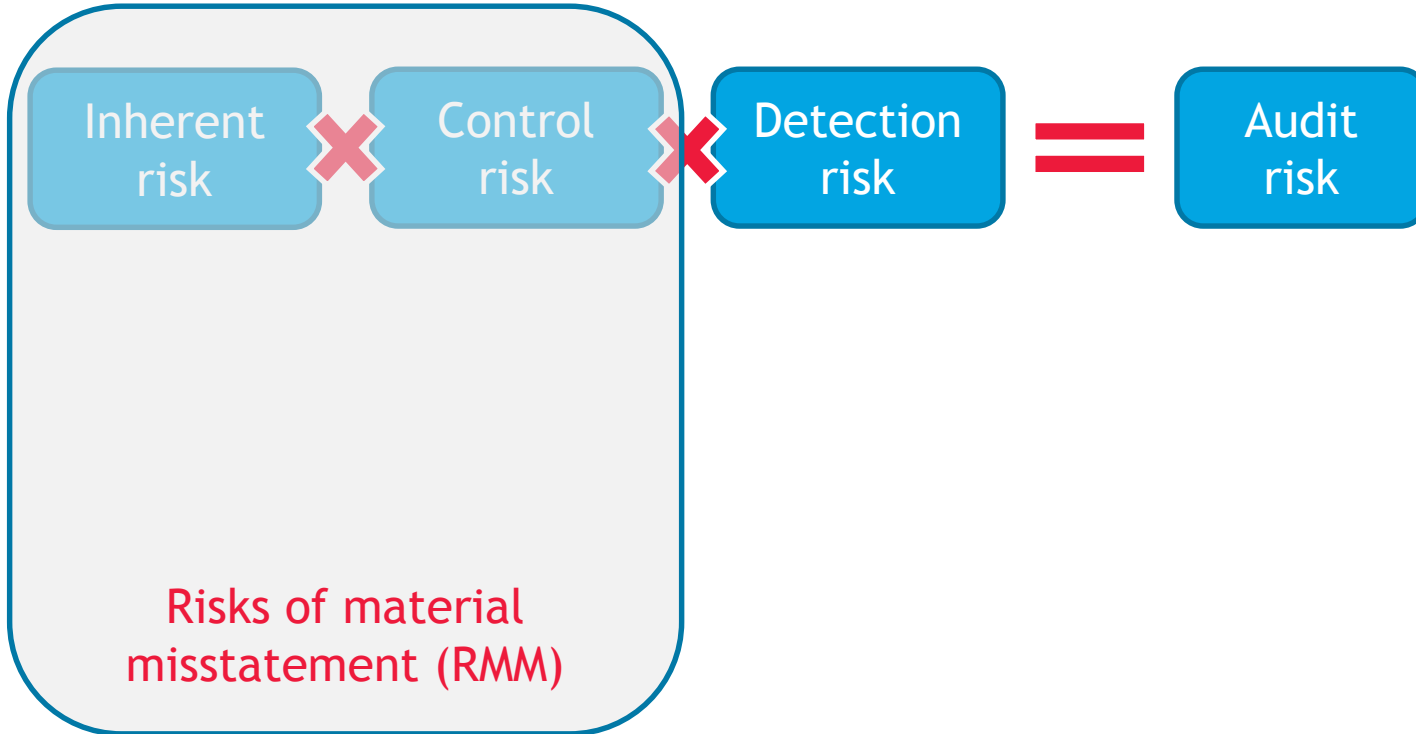 Inherent
risk
Control
risk
Detection
risk
Audit
risk
Risks of material
misstatement (RMM)